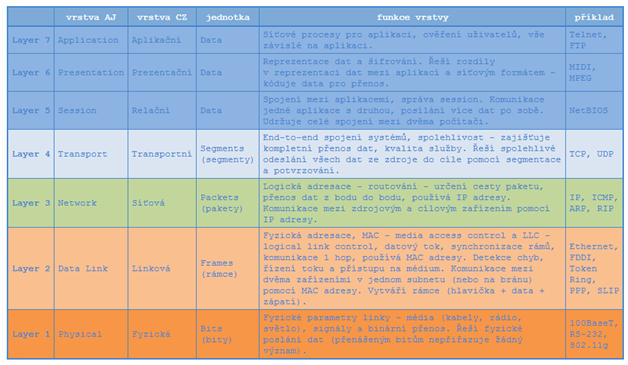 vrstva AJ vrstva CZ jednotka funkce vrstvy příklad
Layer 7 Application Aplikační Data Síťové procesy pro aplikaci, ověření uživatelů, vše
závislé na aplikaci.
Telnet,
FTP
Layer 6 Presentation Prezentační Data Reprezentace dat a šifrování. Řeší rozdíly
v reprezentaci dat mezi aplikací a síťovým formátem -
kóduje data pro přenos.
MIDI,
MPEG
Layer 5 Session Relační Data Spojení mezi aplikacemi, správa session. Komunikace
jedné aplikace s druhou, posílání více dat po sobě.
Udržuje celé spojení mezi dvěma počítači.
NetBIOS
Layer 4 Transport Transportní Segments
(segmenty)
End-to-end spojení systémů, spolehlivost - zajišťuje
kompletní přenos dat, kvalita služby. Řeší spolehlivé
odeslání všech dat ze zdroje do cíle pomocí segmentace
a potvrzování.
TCP, UDP
Layer 3 Network Síťová Packets
(pakety)
Logická adresace - routování - určení cesty paketu,
přenos dat z bodu do bodu, používá IP adresy.
Komunikace mezi zdrojovým a cílovým zařízením pomocí
IP adresy.
IP, ICMP,
ARP, RIP
Layer 2 Data Link Linková Frames
(rámce)
Fyzická adresace, MAC - media access control a LLC -
logical link control, datový tok, synchronizace rámů,
komunikace 1 hop, používá MAC adresy. Detekce chyb,
řízení toku a přístupu na médium. Komunikace mezi
dvěma zařízeními v jednom subnetu (nebo na bránu)
pomocí MAC adresy. Vytváří rámce (hlavička + data +
zápatí).
Ethernet,
FDDI,
Token
Ring,
PPP, SLIP
Layer 1 Physical Fyzická Bits
(bity)
Fyzické parametry linky - média (kabely, rádio,
světlo), signály a binární přenos. Řeší fyzické
poslání dat (přenášeným bitům nepřiřazuje žádný
význam).
100BaseT,
RS-232,
802.11g